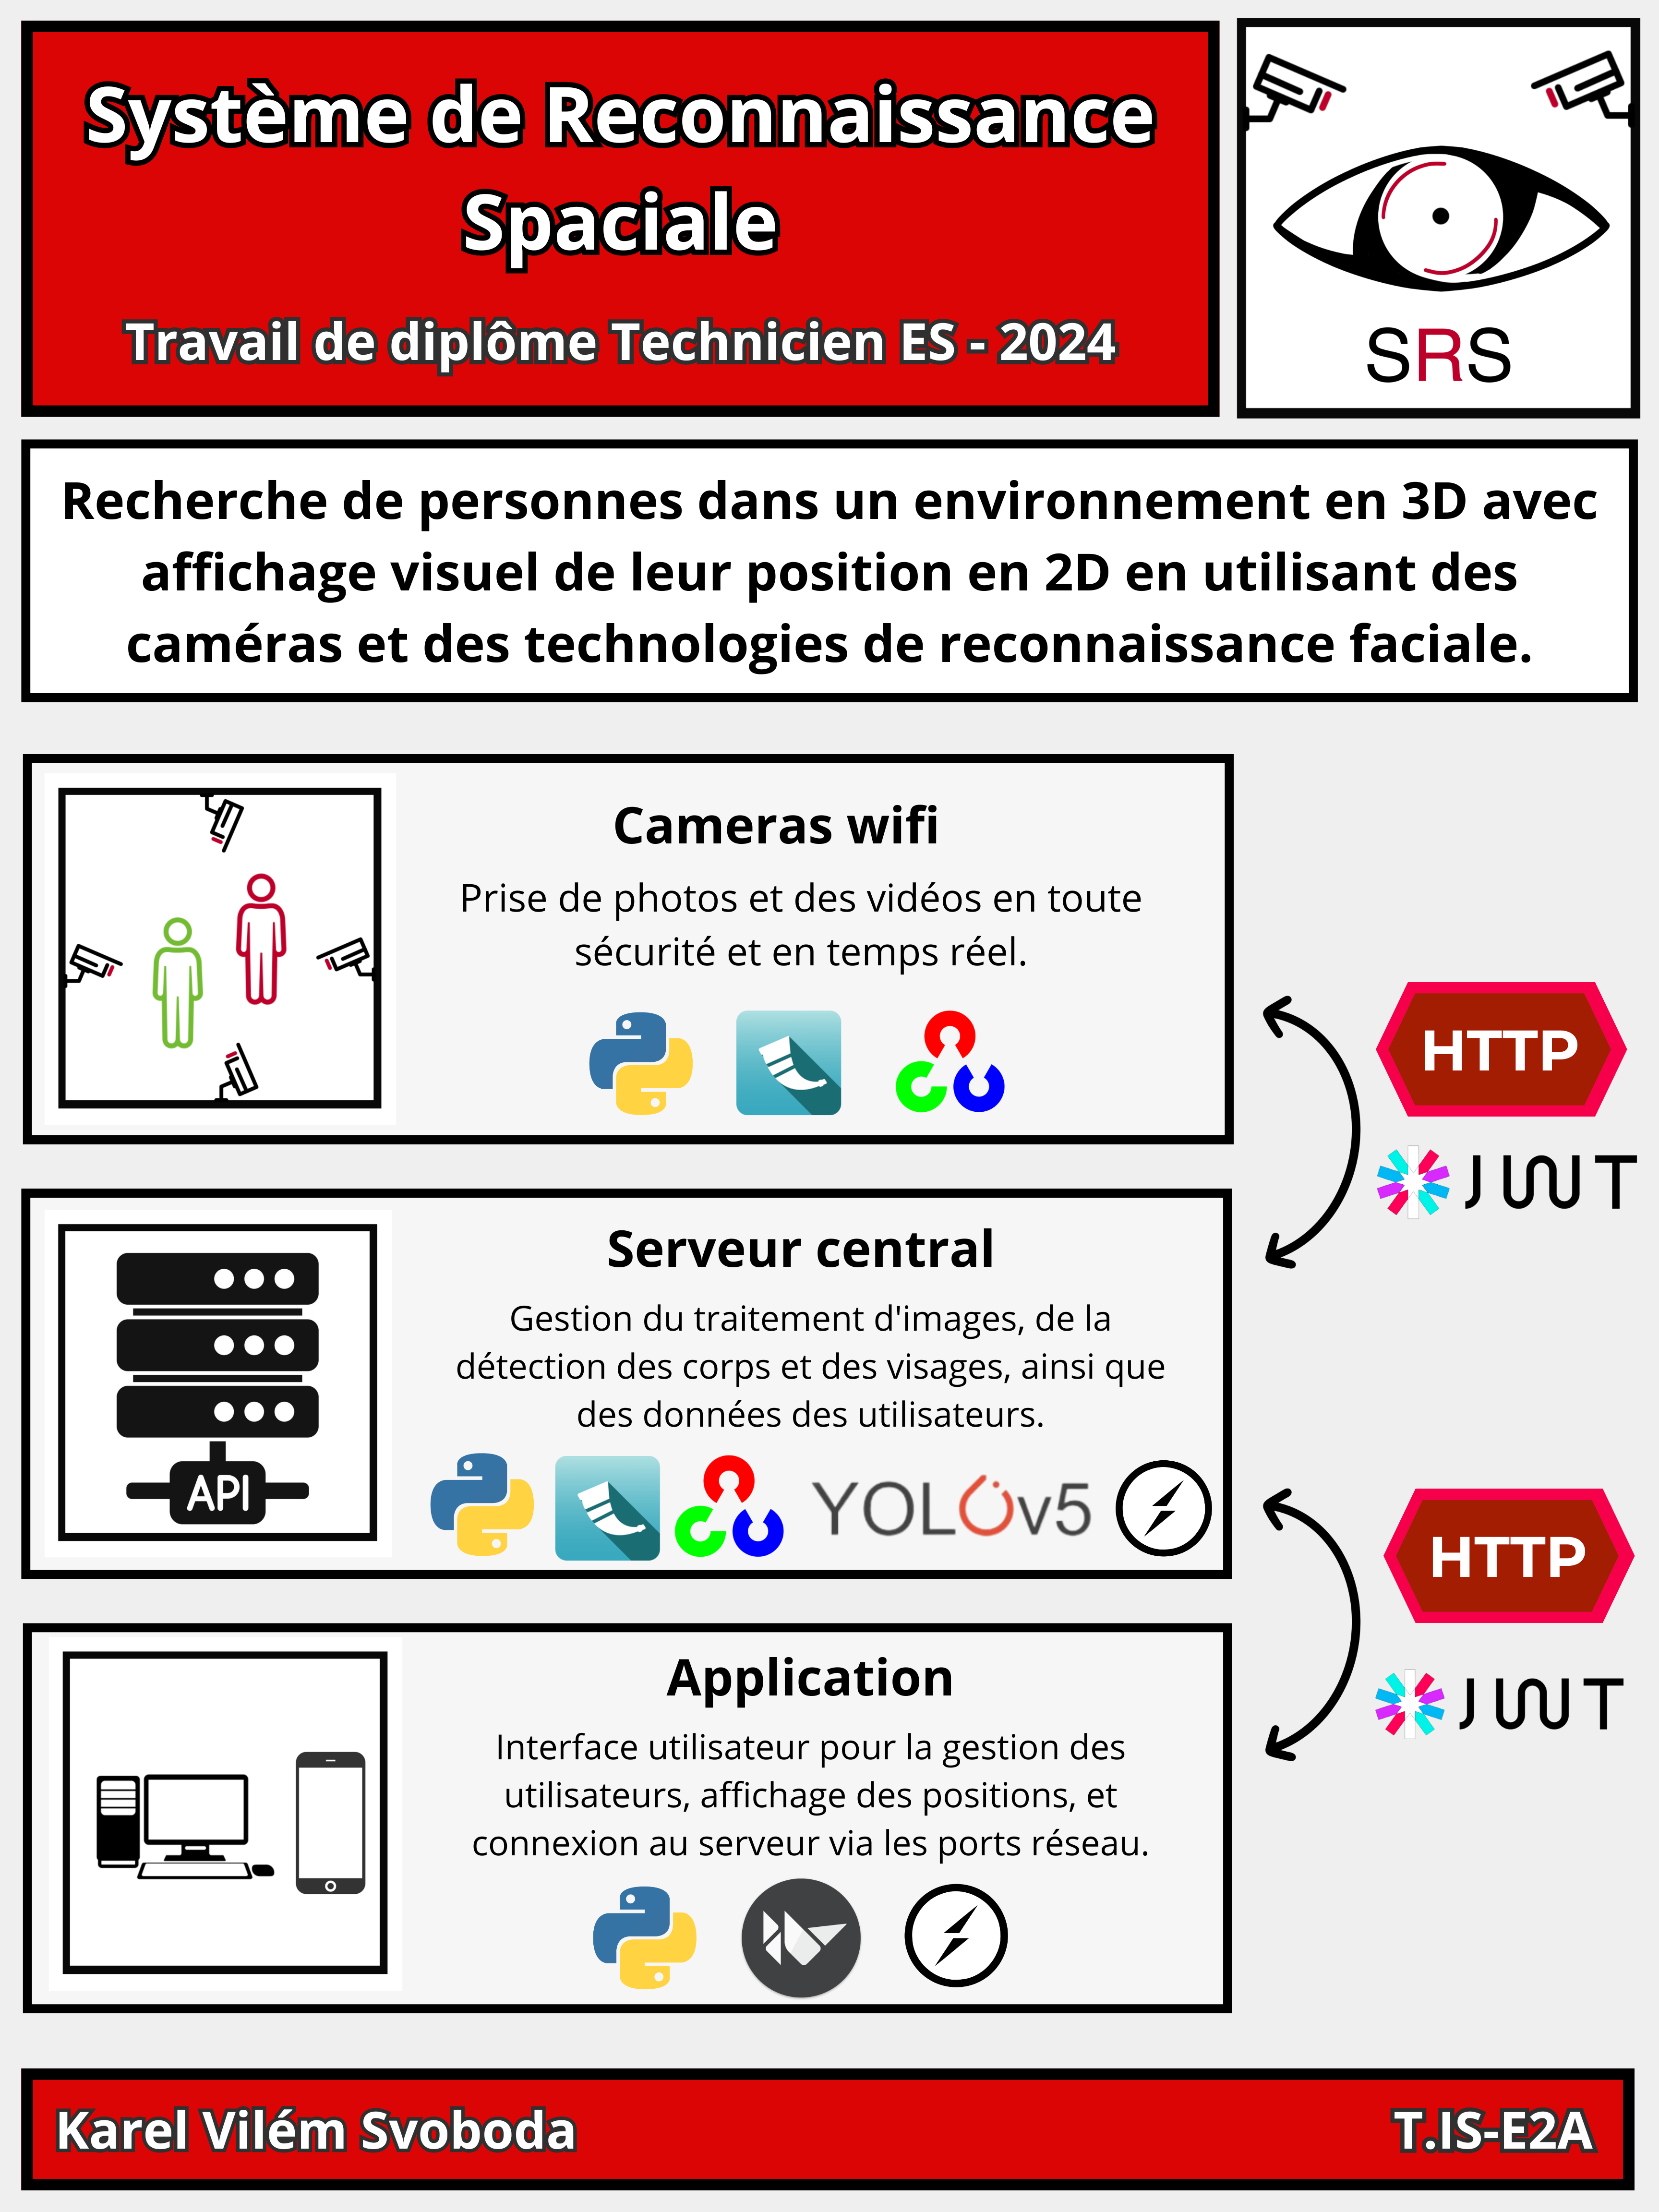 Système de Reconnaissance
Spaciale
Travail de diplôme Technicien ES - 2024
SRS
Recherche de personnes dans un environnement en 3D avec
affichage visuel de leur position en 2D en utilisant des
caméras et des technologies de reconnaissance faciale.
Cameras wifi
Prise de photos et des vidéos en toute
sécurité et en temps réel.
HTTP
JWT
Serveur central
Gestion du traitement d'images, de la
détection des corps et des visages, ainsi que
des données des utilisateurs.
API
YOLOv5
HTTP
JWT
Application
Interface utilisateur pour la gestion des
utilisateurs, affichage des positions, et
connexion au serveur via les ports réseau.
Karel Vilém Svoboda
T.IS-E2A